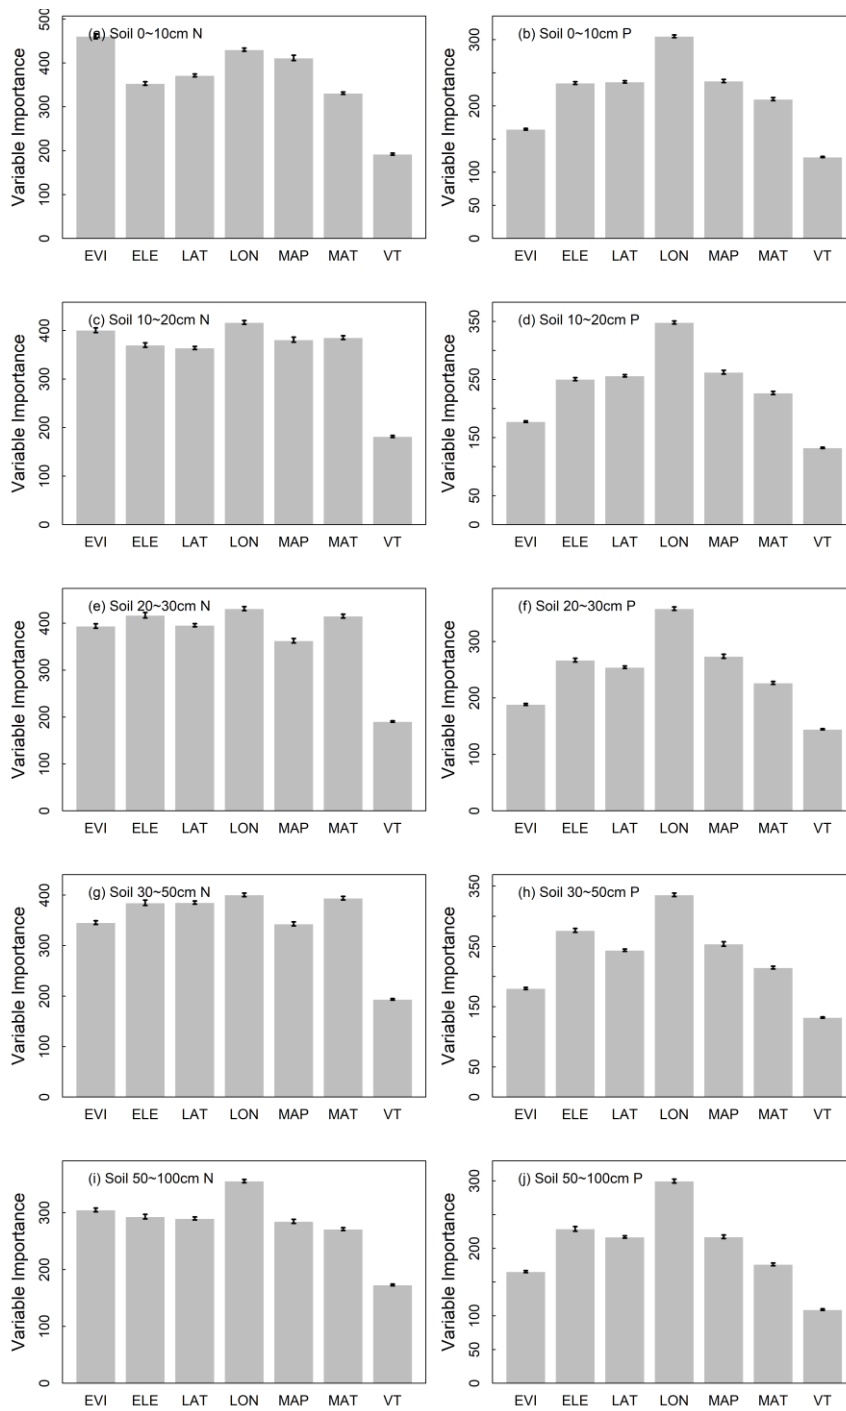 (a) Soil 0~10cm N
Variable Importance
0 100 200 300 400 500
EVI ELE LAT LON MAP MAT VT
(b) Soil 0~10cm P
Variable Importance
0 50 100 200 300
EVI ELE LAT LON MAP MAT VT
(c) Soil 10~20cm N
Variable Importance
0 100 200 300 400
EVI ELE LAT LON MAP MAT VT
(d) Soil 10~20cm P
Variable Importance
0 50 150 250 350
EVI ELE LAT LON MAP MAT VT
(e) Soil 20~30cm N
Variable Importance
0 100 200 300 400
EVI ELE LAT LON MAP MAT VT
(f) Soil 20~30cm P
Variable Importance
0 100 200 300
EVI ELE LAT LON MAP MAT VT
(g) Soil 30~50cm N
Variable Importance
0 100 200 300 400
EVI ELE LAT LON MAP MAT VT
(h) Soil 30~50cm P
Variable Importance
0 50 150 250 350
EVI ELE LAT LON MAP MAT VT
(i) Soil 50~100cm N
Variable Importance
0 100 200 300
EVI ELE LAT LON MAP MAT VT
(j) Soil 50~100cm P
Variable Importance
0 50 100 200 300
EVI ELE LAT LON MAP MAT VT